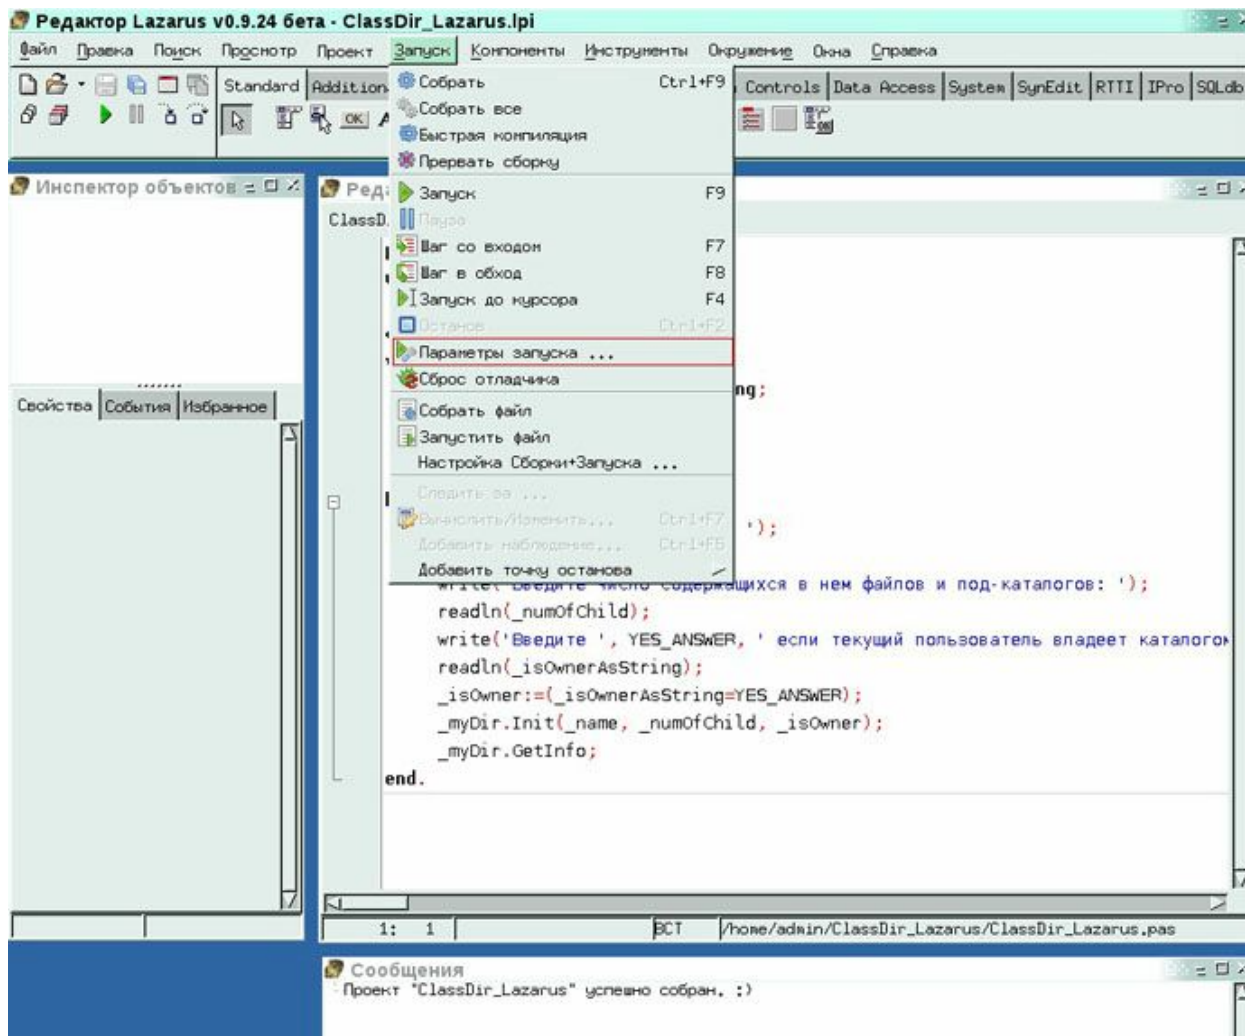 Редактор Lazarus v0.9.24 бета - ClassDir_Lazarus.lpi
Файл Правка Поиск Просмотр Проект Запуск Компоненты Инструменты Окружение Окна Справка
Standard Addition Controls Data Access System SynEdit RTTI IPro SQLdb
OK
Собрать Ctrl+F9
Собрать все
Быстрая компиляция
Прервать сборку
Запуск F9
Пауза
Шаг со входом F7
Шаг в обход F8
Запуск до курсора F4
Останов Ctrl+F2
Параметры запуска ...
Сброс отладчика
Собрать файл
Запустить файл
Настройка Сборки+Запуска ...
Следить за ...
Вычислить/Изменить... Ctrl+F7
Добавить наблюдение... Ctrl+F5
Добавить точку останова
Инспектор объектов
Свойства События Избранное
Ред
ClassD
ng;
');
write('Введите число содержащихся в нем файлов и под-каталогов: ');
readln(_numOfChild);
write('Введите ', YES_ANSWER, ' если текущий пользователь владеет каталогом
readln(_isOwnerAsString);
_isOwner:=(_isOwnerAsString=YES_ANSWER);
_myDir.Init(_name, _numOfChild, _isOwner);
_myDir.GetInfo;
end.
1: 1 ВСТ /home/admin/ClassDir_Lazarus/ClassDir_Lazarus.pas
Сообщения
Проект "ClassDir_Lazarus" успешно собран. :)